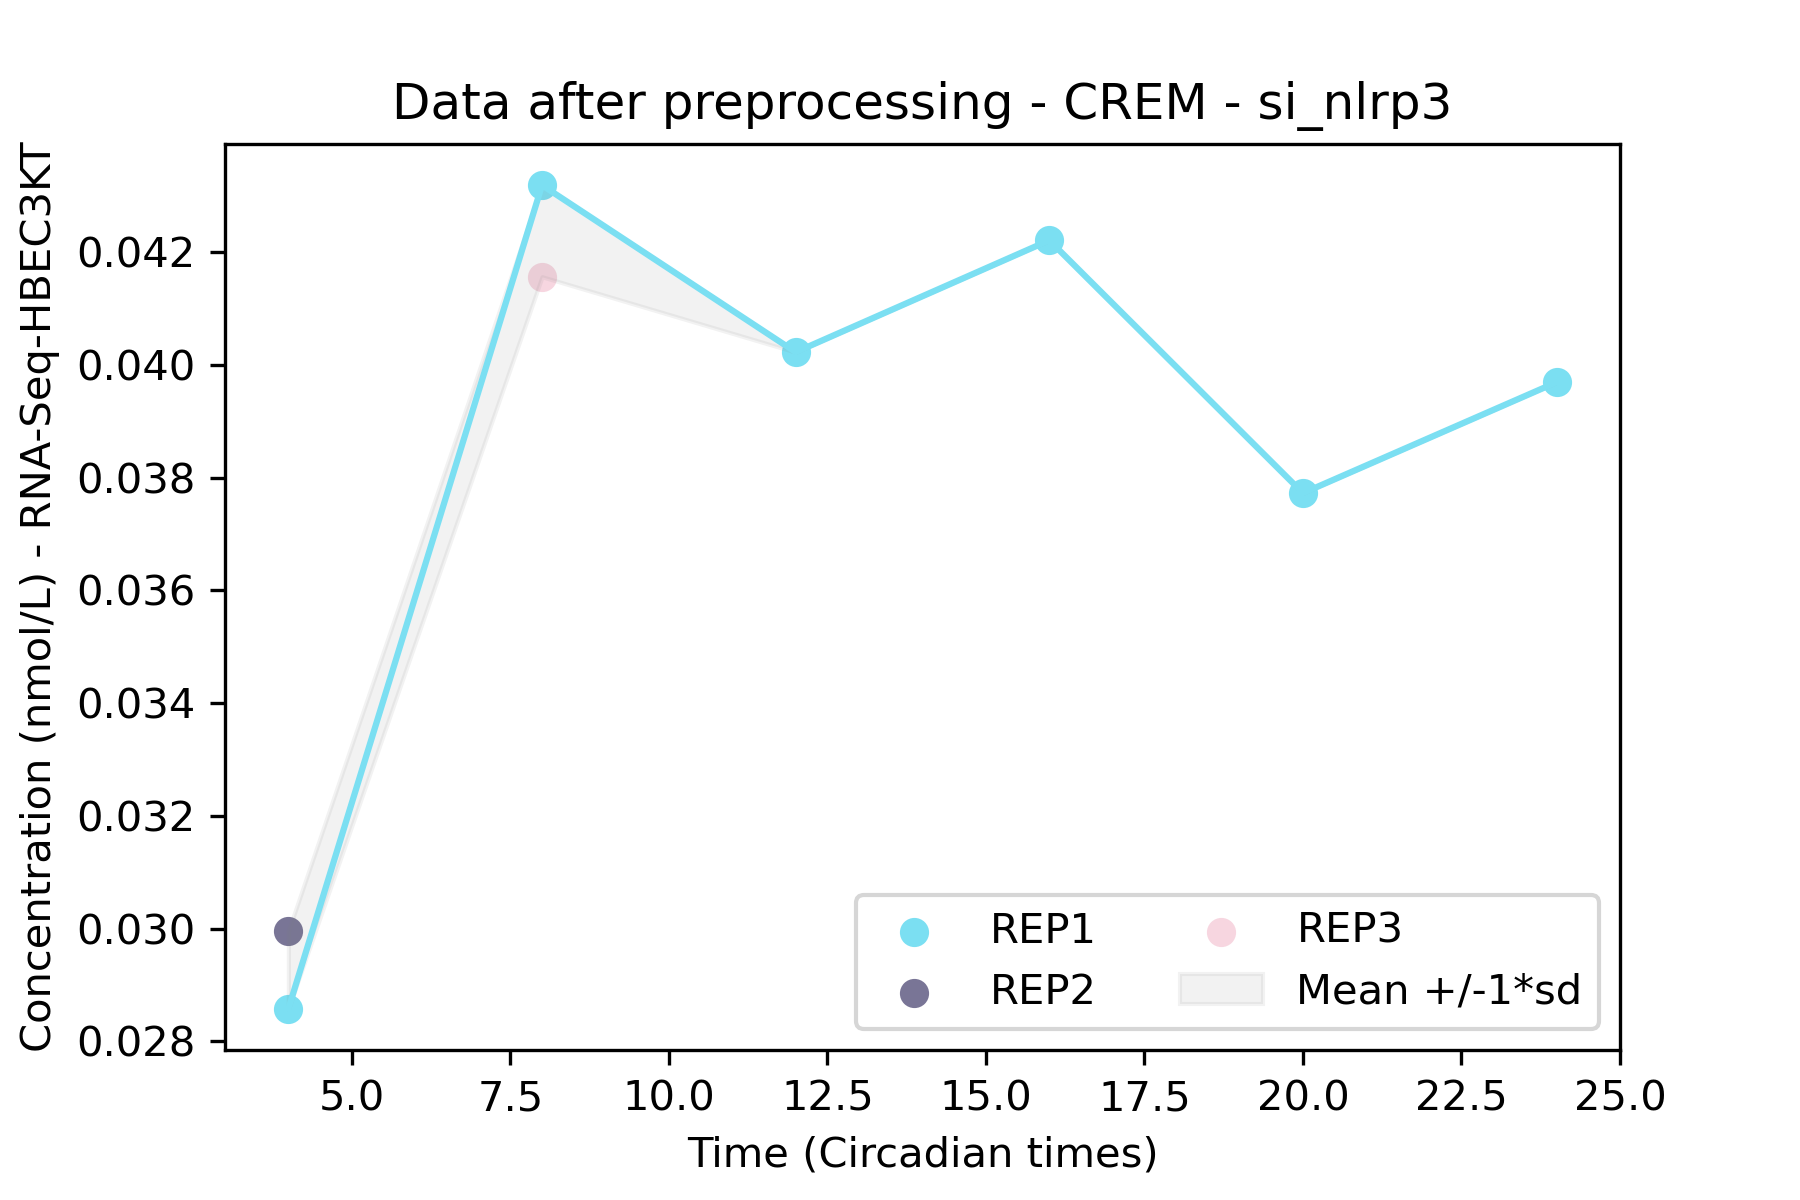 Data after preprocessing - CREM - si_nlrp3
Concentration (nmol/L) - RNA-Seq-HBEC3KT
0.042
0.040
0.038
0.036
0.034
0.032
0.030
0.028
REP1
REP2
REP3
Mean +/-1*sd
5.0 7.5 10.0 12.5 15.0 17.5 20.0 22.5 25.0
Time (Circadian times)